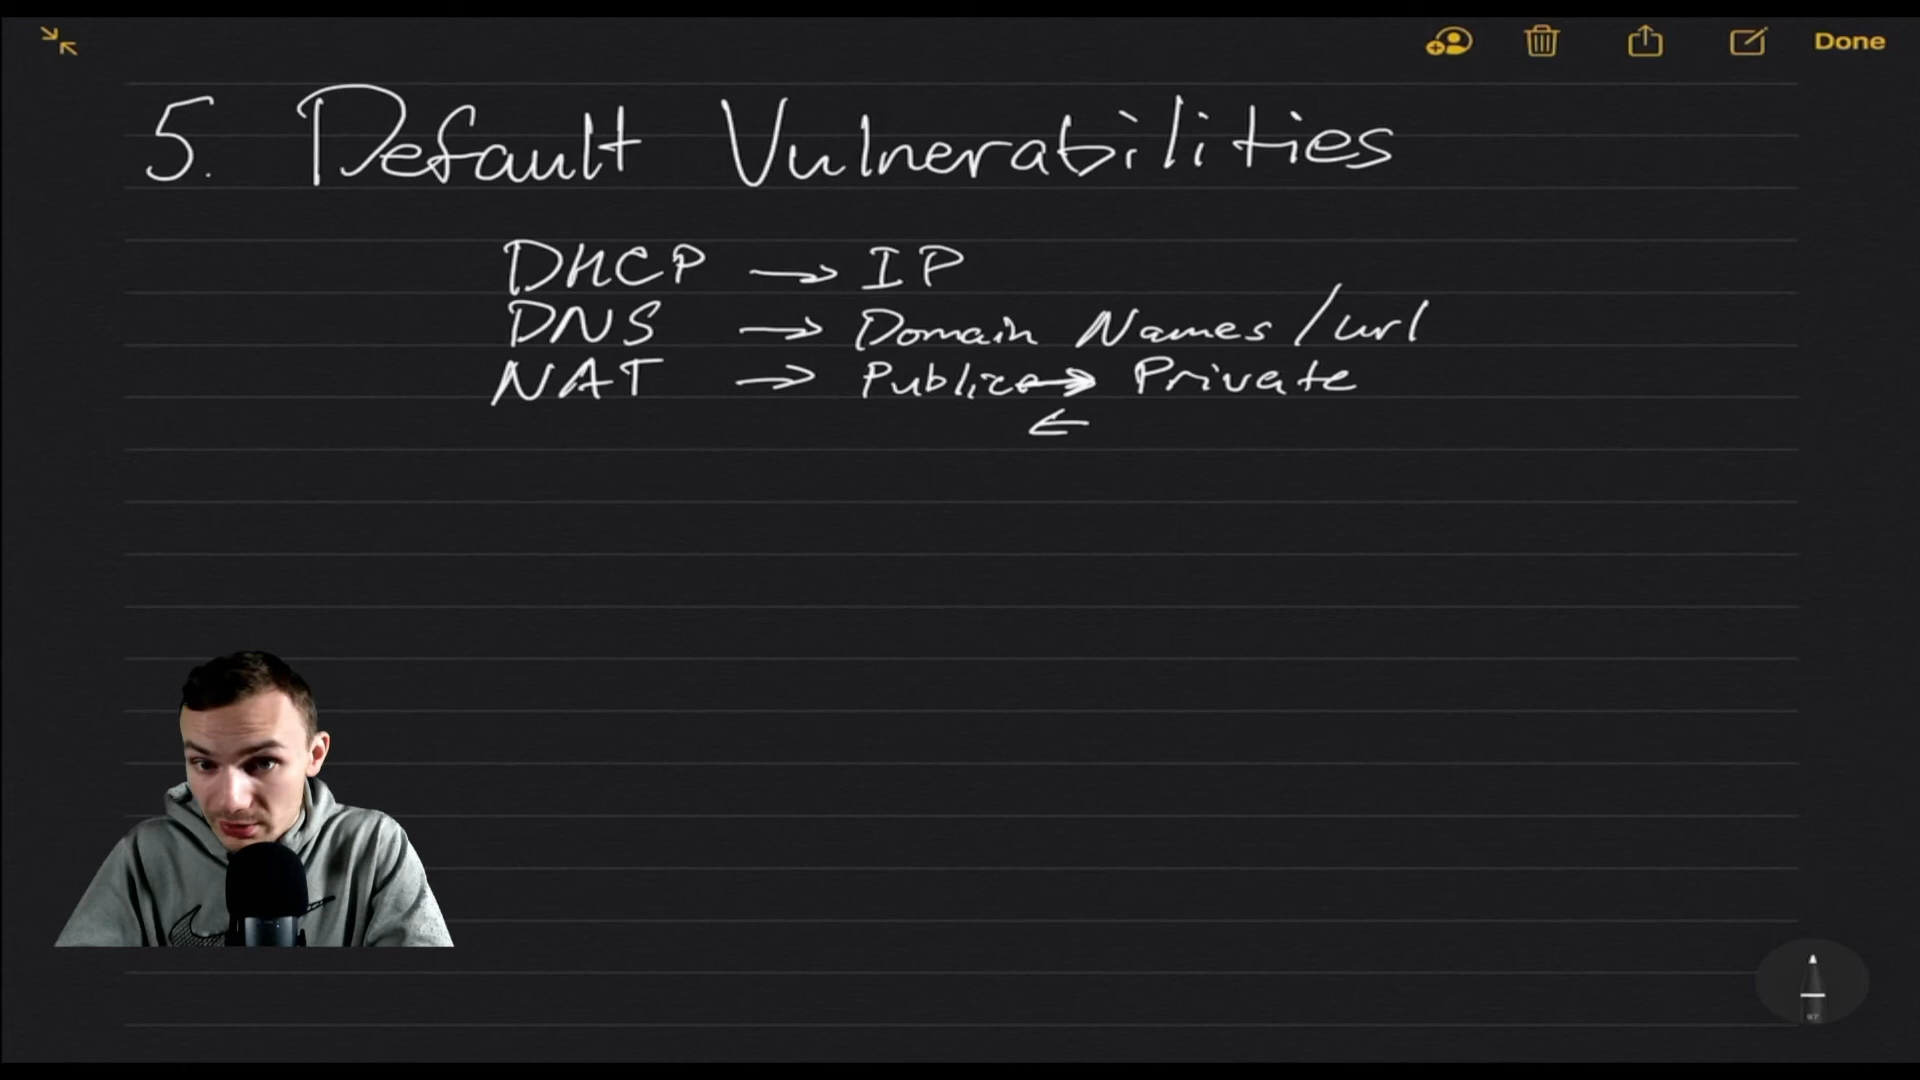 Done
5. Default Vulnerabilities
DHCP → IP
DNS → Domain Names / url
NAT → Public → Private
←